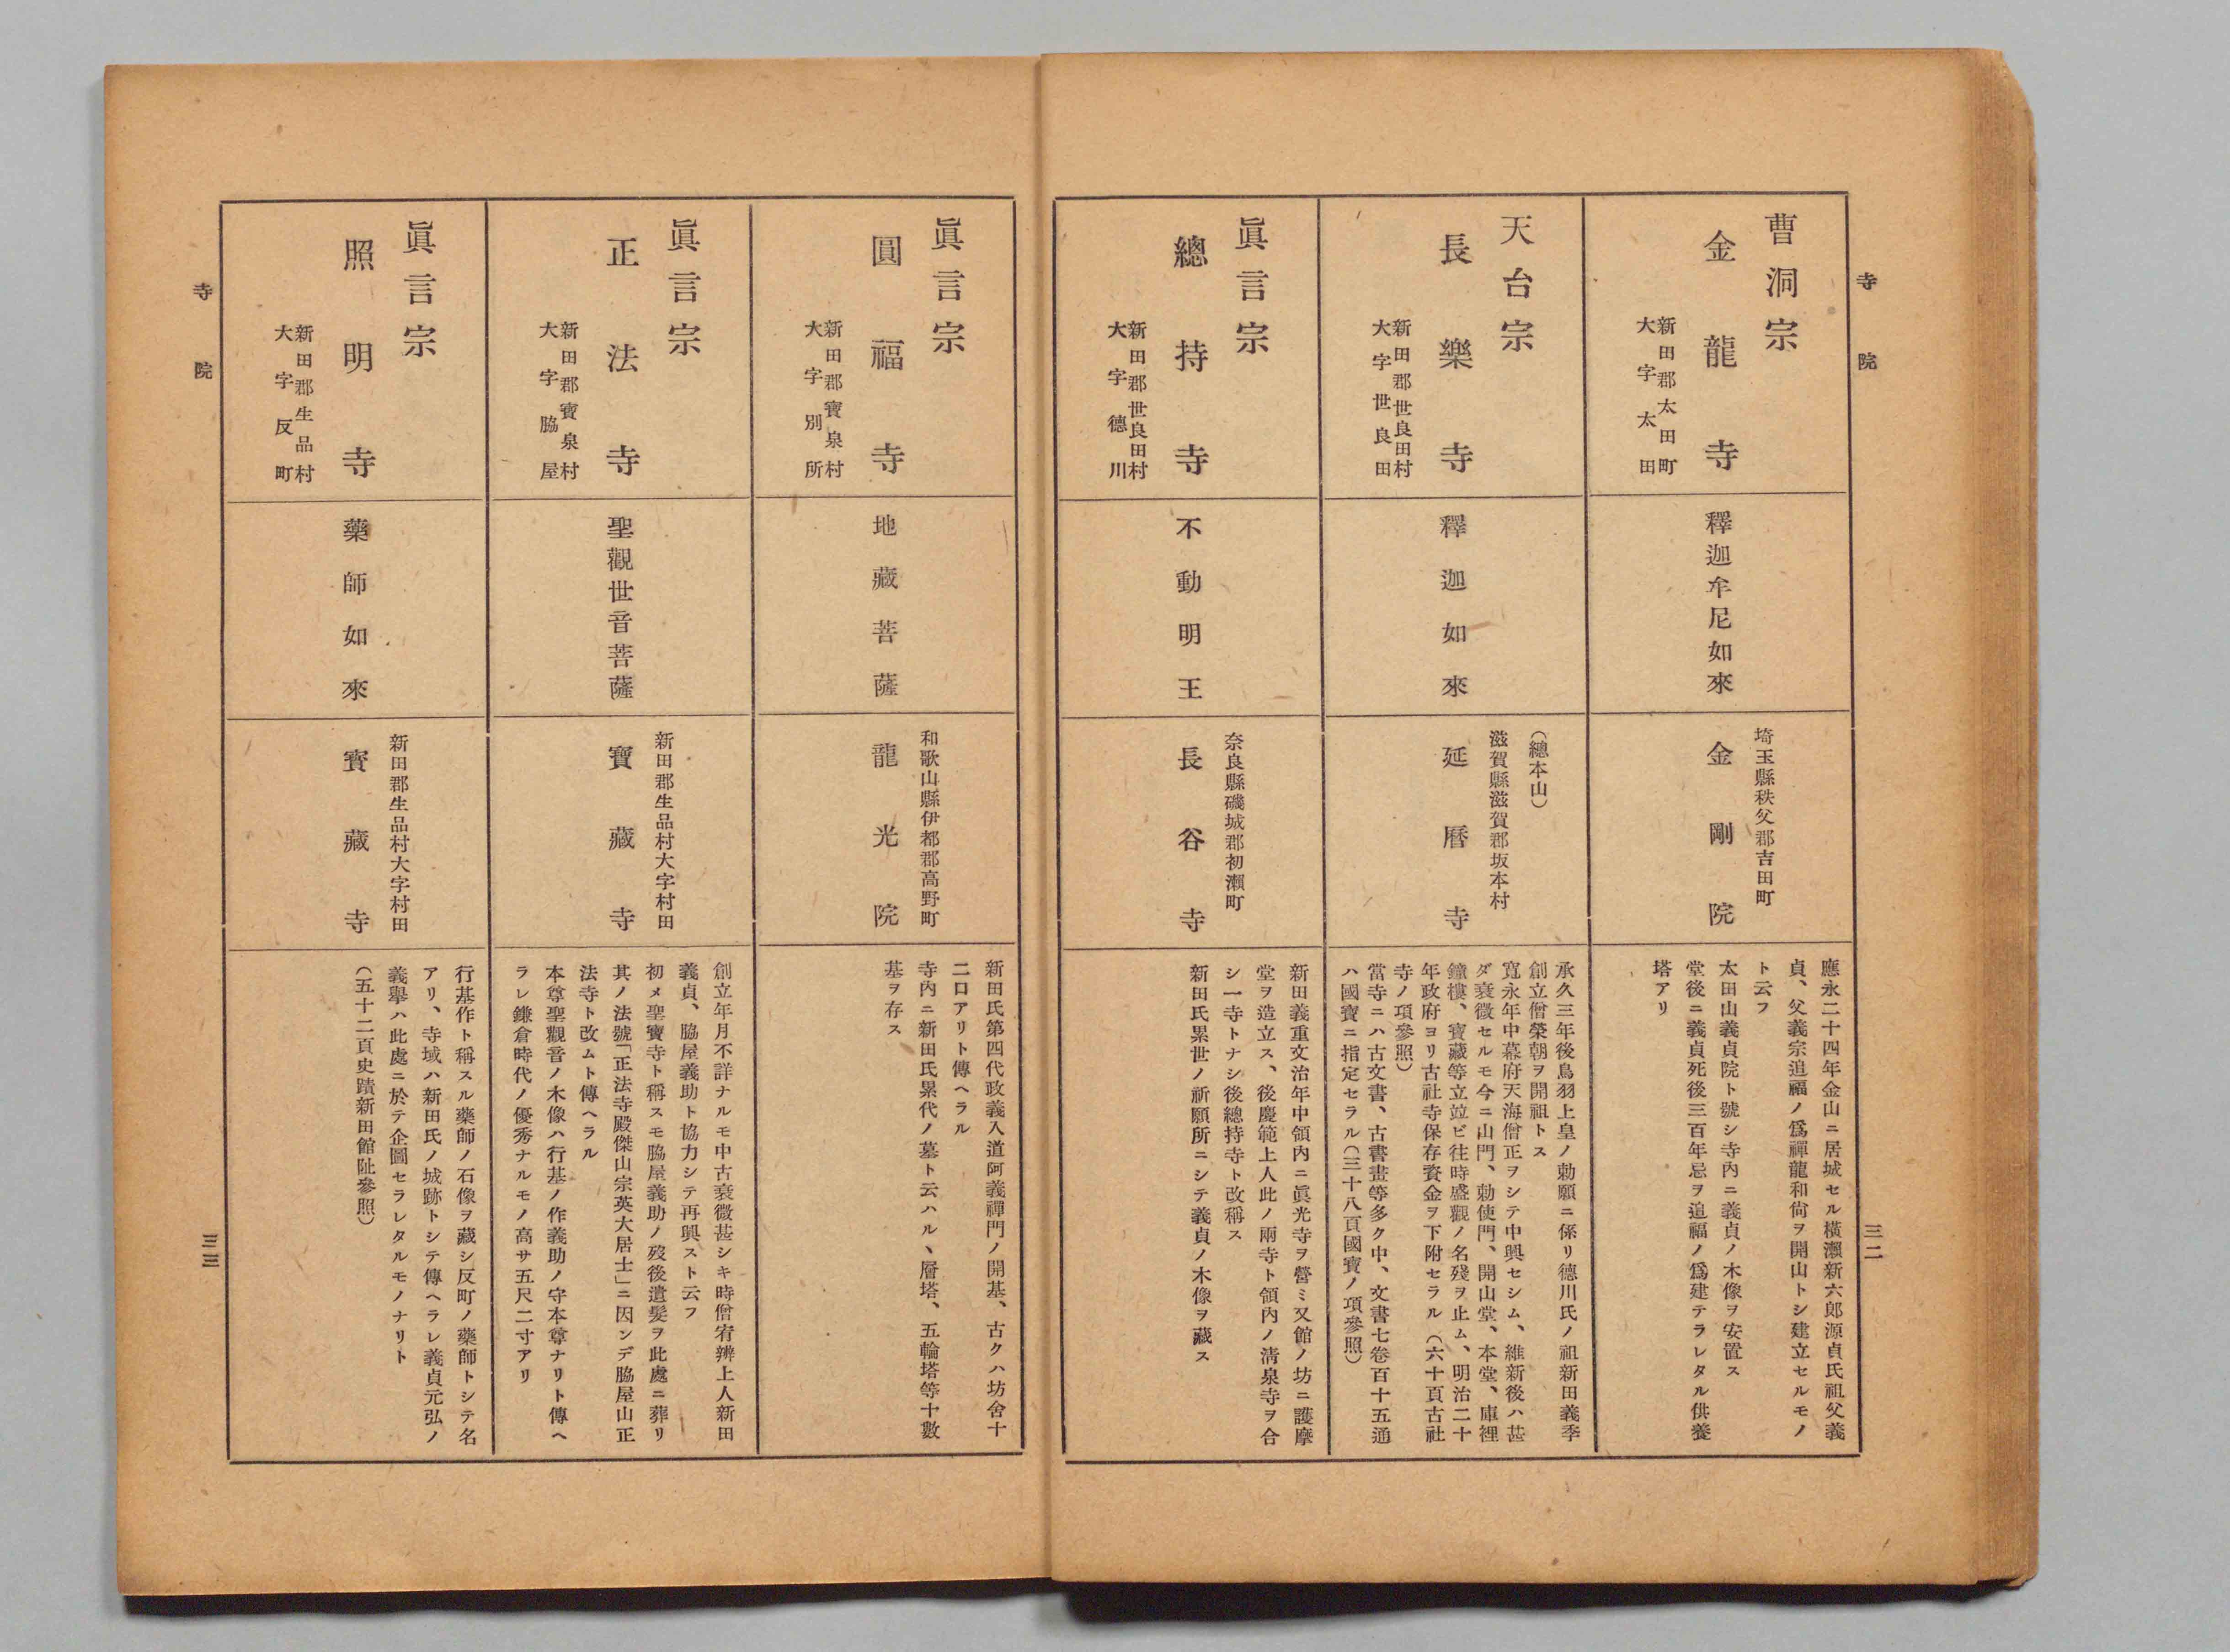 寺院
三二
曹洞宗
金龍寺
新田郡太田町
大字太田
釋迦牟尼如來
埼玉縣秩父郡吉田町
金剛院
應永二十四年金山ニ居城セル橫瀨新六郎源貞氏祖父義
貞、父義宗追福ノ爲禪龍和尙ヲ開山トシ建立セルモノ
ト云フ
太田山義貞院ト號シ寺內ニ義貞ノ木像ヲ安置ス
堂後ニ義貞死後三百年忌ヲ追福ノ爲建テラレタル供養
塔アリ
天台宗
長樂寺
新田郡世良田村
大字世良田
釋迦如來
(總本山)
滋賀縣滋賀郡坂本村
延曆寺
承久三年後鳥羽上皇ノ勅願ニ係リ德川氏ノ祖新田義季
創立僧榮朝ヲ開祖トス
寬永年中幕府天海僧正ヲシテ中興セシム、維新後ハ甚
ダ衰微セルモ今ニ山門、勅使門、開山堂、本堂、庫裡
鐘樓、寶藏等立竝ビ往時盛觀ノ名殘ヲ止ム、明治二十
年政府ヨリ古社寺保存資金ヲ下附セラル(六十頁古社
寺ノ項參照)
當寺ニハ古文書、古書畫等多ク中、文書七卷百十五通
ハ國寶ニ指定セラル(三十八頁國寶ノ項參照)
眞言宗
總持寺
新田郡世良田村
大字德川
不動明王
奈良縣磯城郡初瀨町
長谷寺
新田義重文治年中領內ニ眞光寺ヲ營ミ又館ノ坊ニ護摩
堂ヲ造立ス、後慶範上人此ノ兩寺ト領內ノ淸泉寺ヲ合
シ一寺トナシ後總持寺ト改稱ス
新田氏累世ノ祈願所ニシテ義貞ノ木像ヲ藏ス
眞言宗
圓福寺
新田郡寶泉村
大字別所
地藏菩薩
和歌山縣伊都郡高野町
龍光院
新田氏第四代政義入道阿義禪門ノ開基、古クハ坊舍十
二口アリト傳ヘラル
寺內ニ新田氏累代ノ墓ト云ハル、層塔、五輪塔等十數
基ヲ存ス
眞言宗
正法寺
新田郡寶泉村
大字脇屋
聖觀世音菩薩
新田郡生品村大字村田
寶藏寺
創立年月不詳ナルモ中古衰微甚シキ時僧宥辨上人新田
義貞、脇屋義助ト協力シテ再興スト云フ
初メ聖寶寺ト稱スモ脇屋義助ノ歿後遺髮ヲ此處ニ葬リ
其ノ法號「正法寺殿傑山宗英大居士」ニ因ンデ脇屋山正
法寺ト改ムト傳ヘラル
本尊聖觀音ノ木像ハ行基ノ作義助ノ守本尊ナリト傳ヘ
ラレ鎌倉時代ノ優秀ナルモノ高サ五尺二寸アリ
眞言宗
照明寺
新田郡生品村
大字反町
藥師如來
新田郡生品村大字村田
寶藏寺
行基作ト稱スル藥師ノ石像ヲ藏シ反町ノ藥師トシテ名
アリ、寺域ハ新田氏ノ城跡トシテ傳ヘラレ義貞元弘ノ
義擧ハ此處ニ於テ企圖セラレタルモノナリト
(五十二頁史蹟新田館阯參照)
寺院
三三